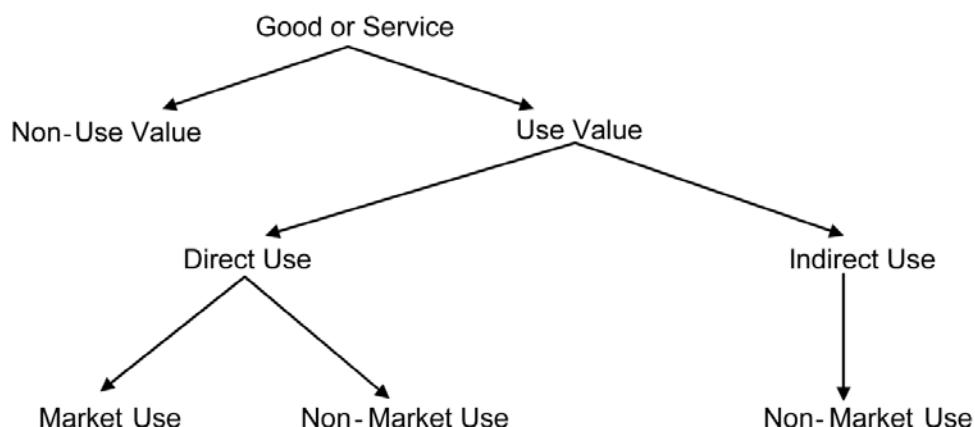 Good or Service
Non-Use Value
Use Value
Direct Use
Indirect Use
Market Use
Non-Market Use
Non-Market Use